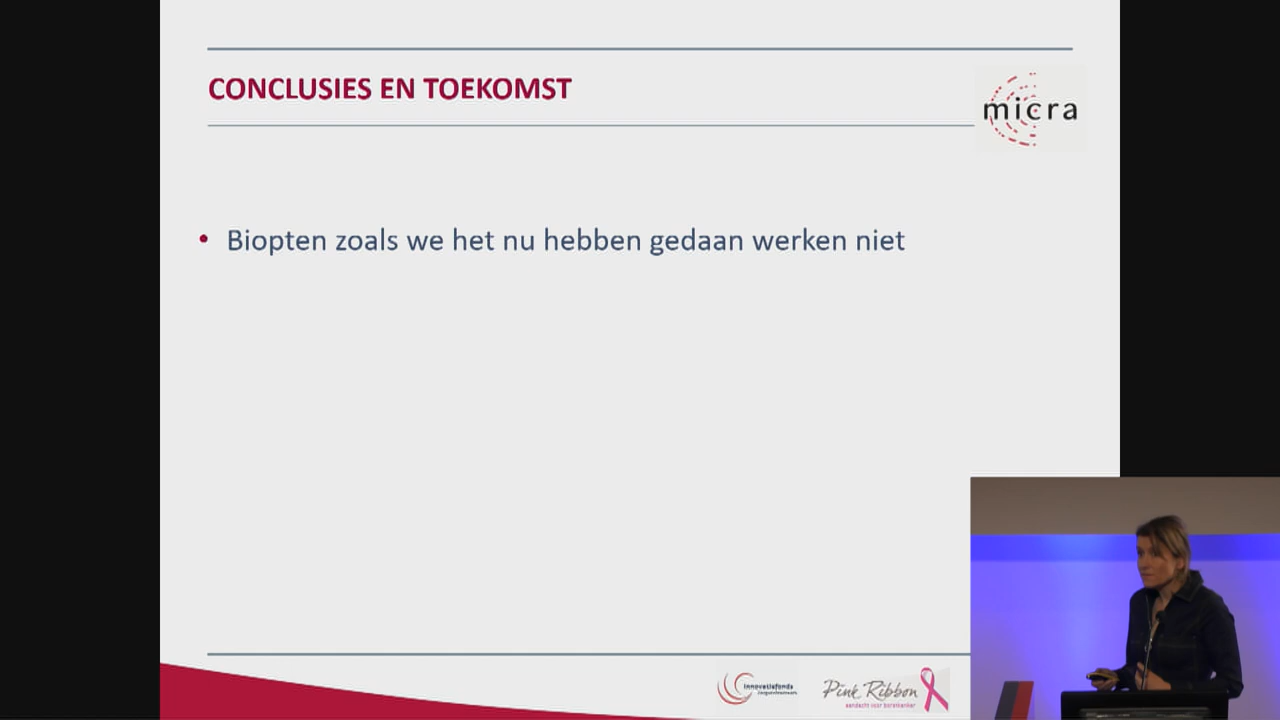 CONCLUSIES EN TOEKOMST
micra
• Biopten zoals we het nu hebben gedaan werken niet
innovatiefonds
zorgverzekeraars
Pink Ribbon
aandacht voor borstkanker